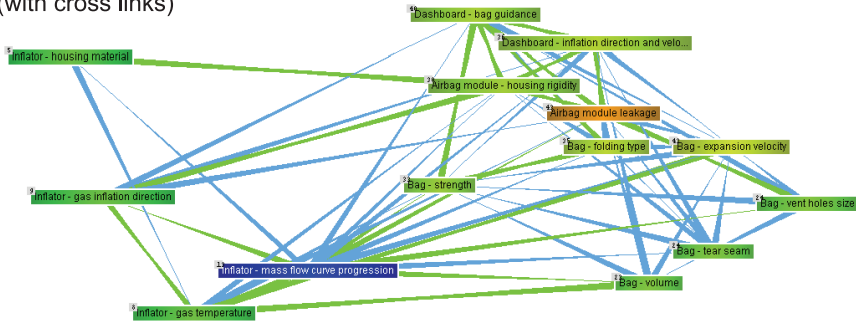 (with cross links)
Dashboard - bag guidance
Dashboard - inflation direction and velo...
Inflator - housing material
Airbag module - housing rigidity
Airbag module leakage
Bag - folding type
Bag - expansion velocity
Bag - strength
Inflator - gas inflation direction
Bag - vent holes size
Bag - tear seam
Inflator - mass flow curve progression
Bag - volume
Inflator - gas temperature